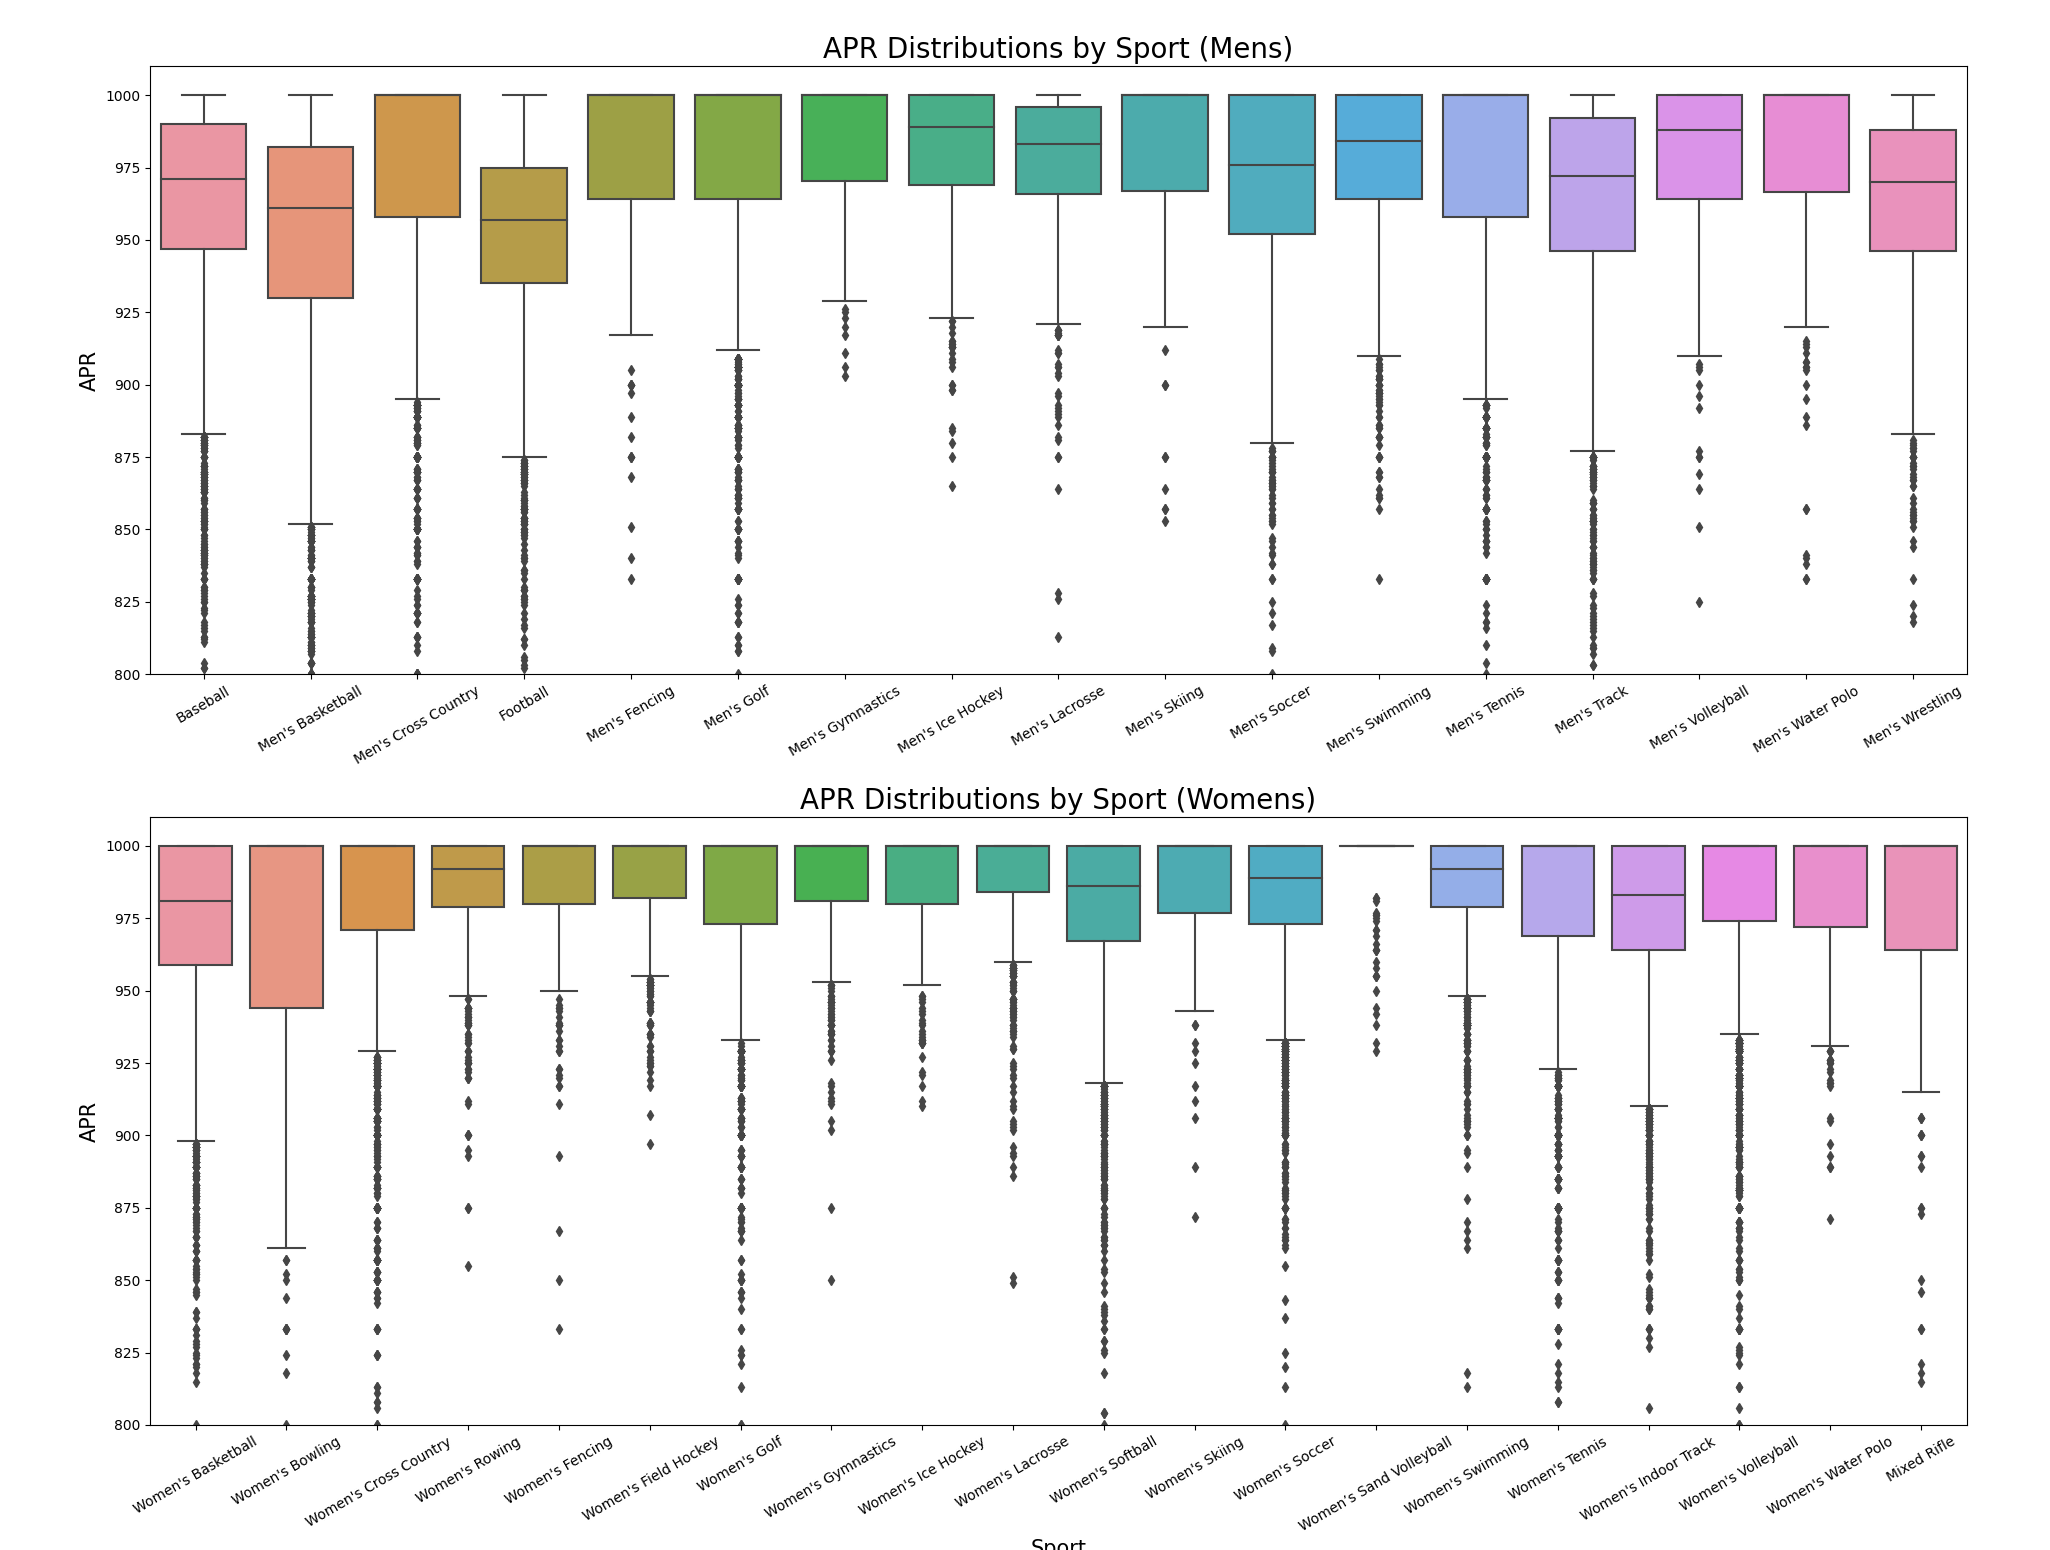 APR Distributions by Sport (Mens)
1000
975
950
925
900
875
850
825
800
APR
Baseball
Men's Basketball
Men's Cross Country
Football
Men's Fencing
Men's Golf
Men's Gymnastics
Men's Ice Hockey
Men's Lacrosse
Men's Skiing
Men's Soccer
Men's Swimming
Men's Tennis
Men's Track
Men's Volleyball
Men's Water Polo
Men's Wrestling
APR Distributions by Sport (Womens)
1000
975
950
925
900
875
850
825
800
APR
Women's Basketball
Women's Bowling
Women's Cross Country
Women's Rowing
Women's Fencing
Women's Field Hockey
Women's Golf
Women's Gymnastics
Women's Ice Hockey
Women's Lacrosse
Women's Softball
Women's Skiing
Women's Soccer
Women's Sand Volleyball
Women's Swimming
Women's Tennis
Women's Indoor Track
Women's Volleyball
Women's Water Polo
Mixed Rifle
Sport